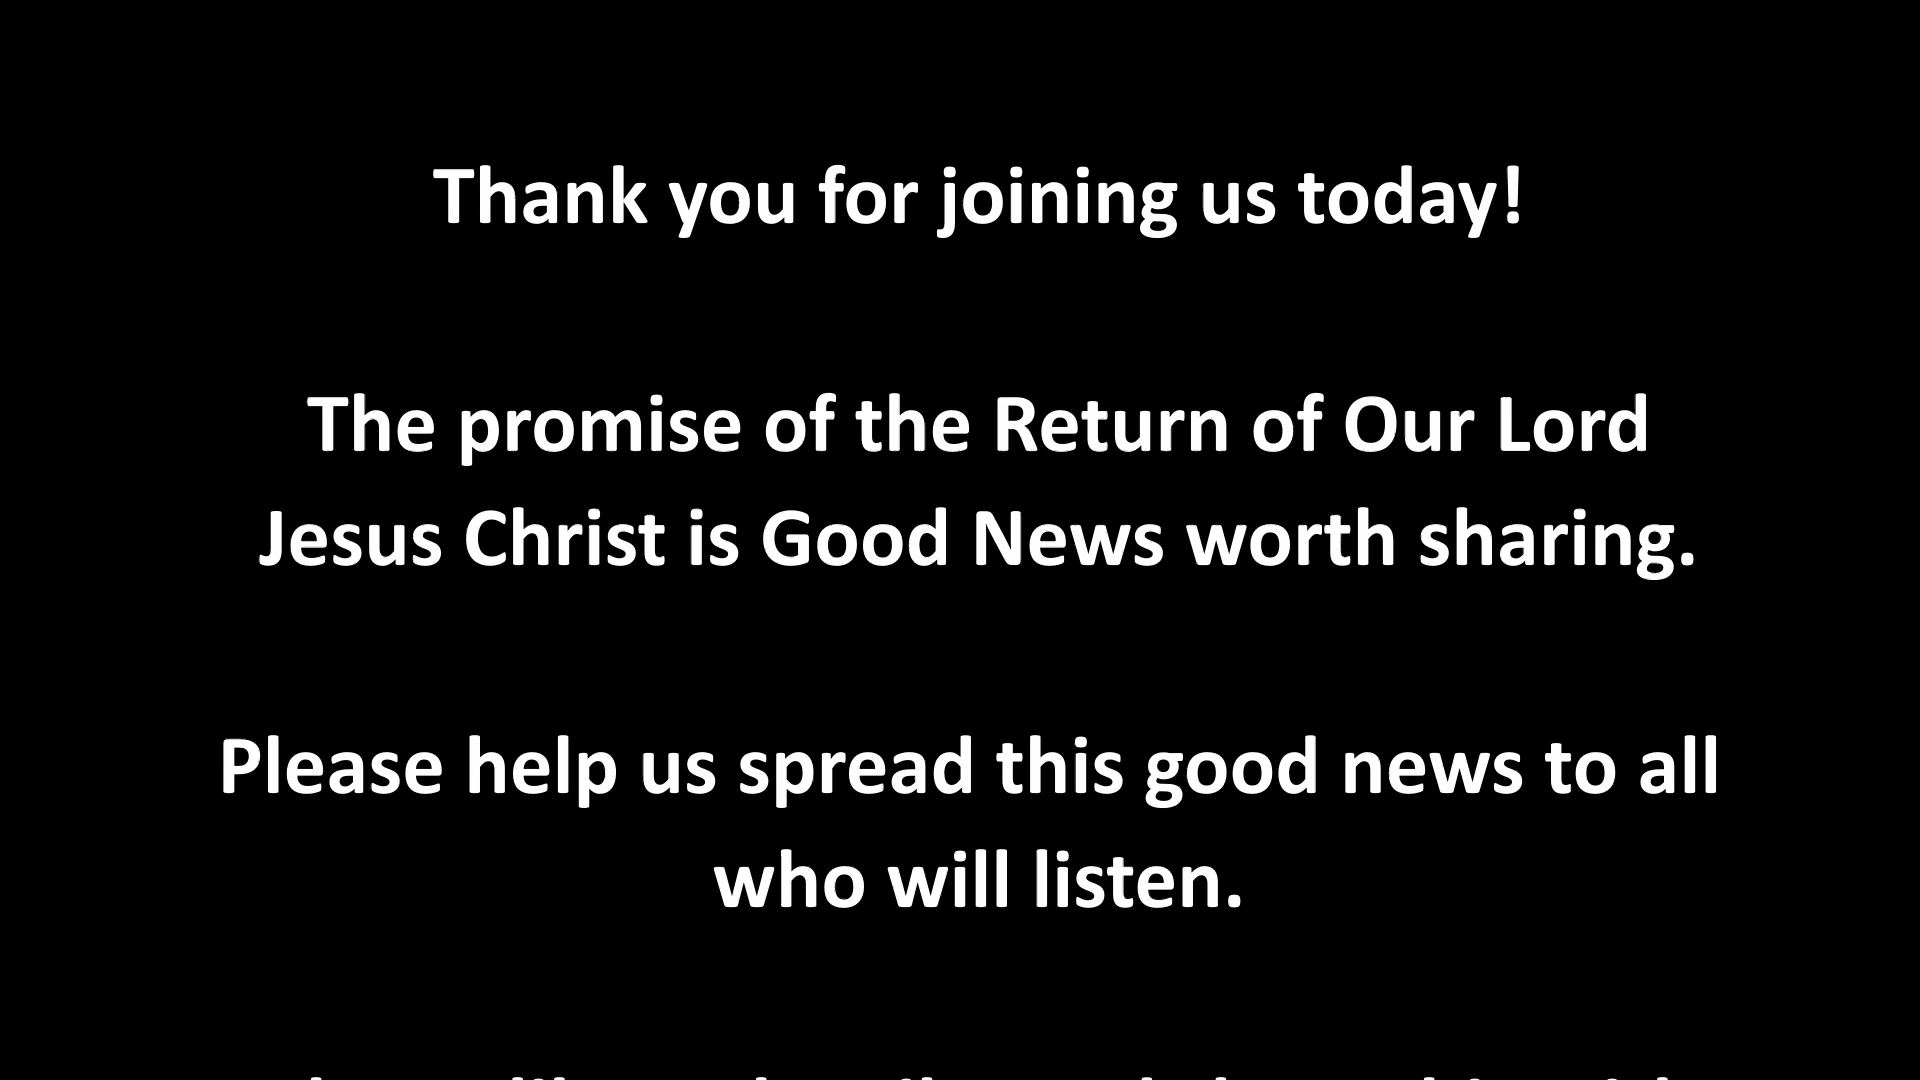 Thank you for joining us today!
The promise of the Return of Our Lord
Jesus Christ is Good News worth sharing.
Please help us spread this good news to all
who will listen.